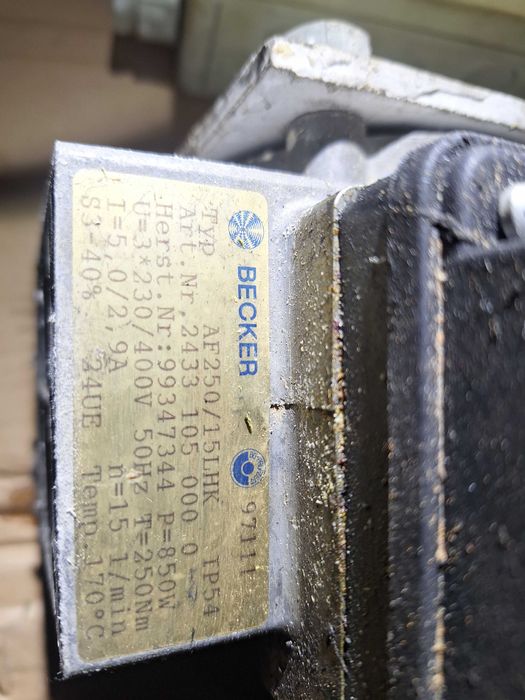 BECKER 97111
TYP AF250/15LHK IP54
Art.Nr,2433 105 000 0
Herst.Nr:99347344 P=850W
U=3*230/400V 50Hz T=250Nm
I=5,0/2,9A n=15 1/min
S3-40% 24UE Temp.170°C